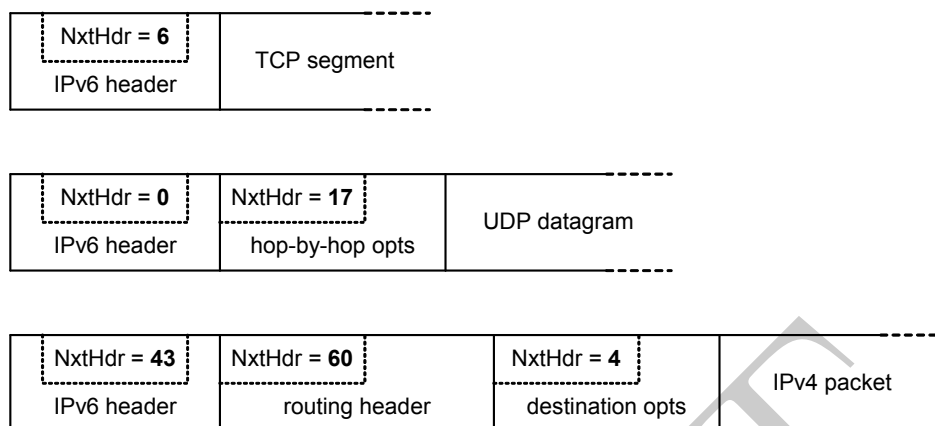 NxtHdr = 6
TCP segment
IPv6 header
NxtHdr = 0 NxtHdr = 17
UDP datagram
IPv6 header hop-by-hop opts
NxtHdr = 43 NxtHdr = 60 NxtHdr = 4
IPv4 packet
IPv6 header routing header destination opts